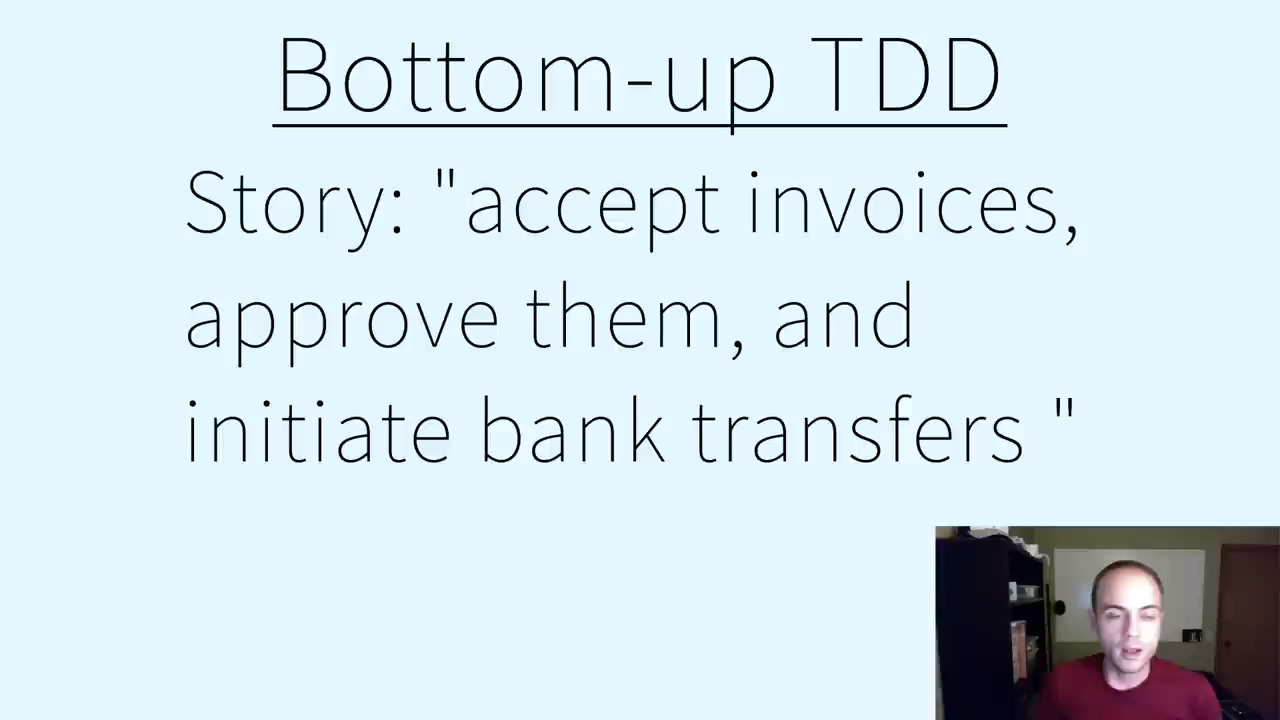 Bottom-up TDD
Story: "accept invoices,
approve them, and
initiate bank transfers "